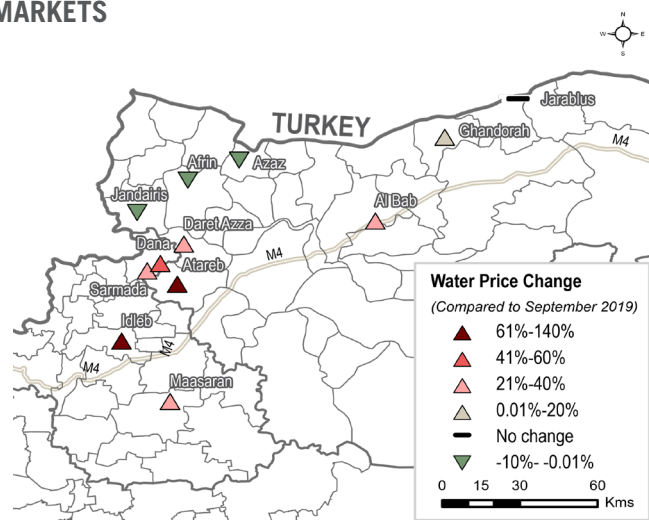 MARKETS
N
W E
S
TURKEY
Jarablus
Ghandorah
M4
Afrin
Azaz
Jandairis
Al Bab
Daret Azza
Dana
M4
Atareb
Sarmada
Idleb
M4
M4
Maasaran
Water Price Change
(Compared to September 2019)
61%-140%
41%-60%
21%-40%
0.01%-20%
No change
-10%- -0.01%
0 15 30 60
Kms